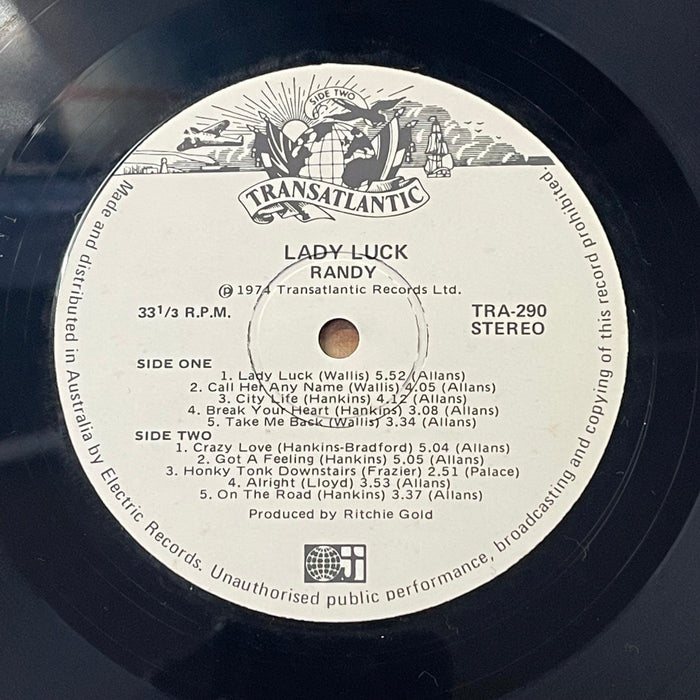 SIDE TWO
TRANSATLANTIC
LADY LUCK
RANDY
℗ 1974 Transatlantic Records Ltd.
33 1/3 R.P.M.
TRA-290
STEREO
SIDE ONE
1. Lady Luck (Wallis) 5.52 (Allans)
2. Call Her Any Name (Wallis) 4.05 (Allans)
3. City Life (Hankins) 4.12 (Allans)
4. Break Your Heart (Hankins) 3.08 (Allans)
5. Take Me Back (Wallis) 3.34 (Allans)
SIDE TWO
1. Crazy Love (Hankins-Bradford) 5.04 (Allans)
2. Got A Feeling (Hankins) 5.05 (Allans)
3. Honky Tonk Downstairs (Frazier) 2.51 (Palace)
4. Alright (Lloyd) 3.53 (Allans)
5. On The Road (Hankins) 3.37 (Allans)
Produced by Ritchie Gold
ji
Made and distributed in Australia by Electric Records. Unauthorised public performance, broadcasting and copying of this record prohibited.